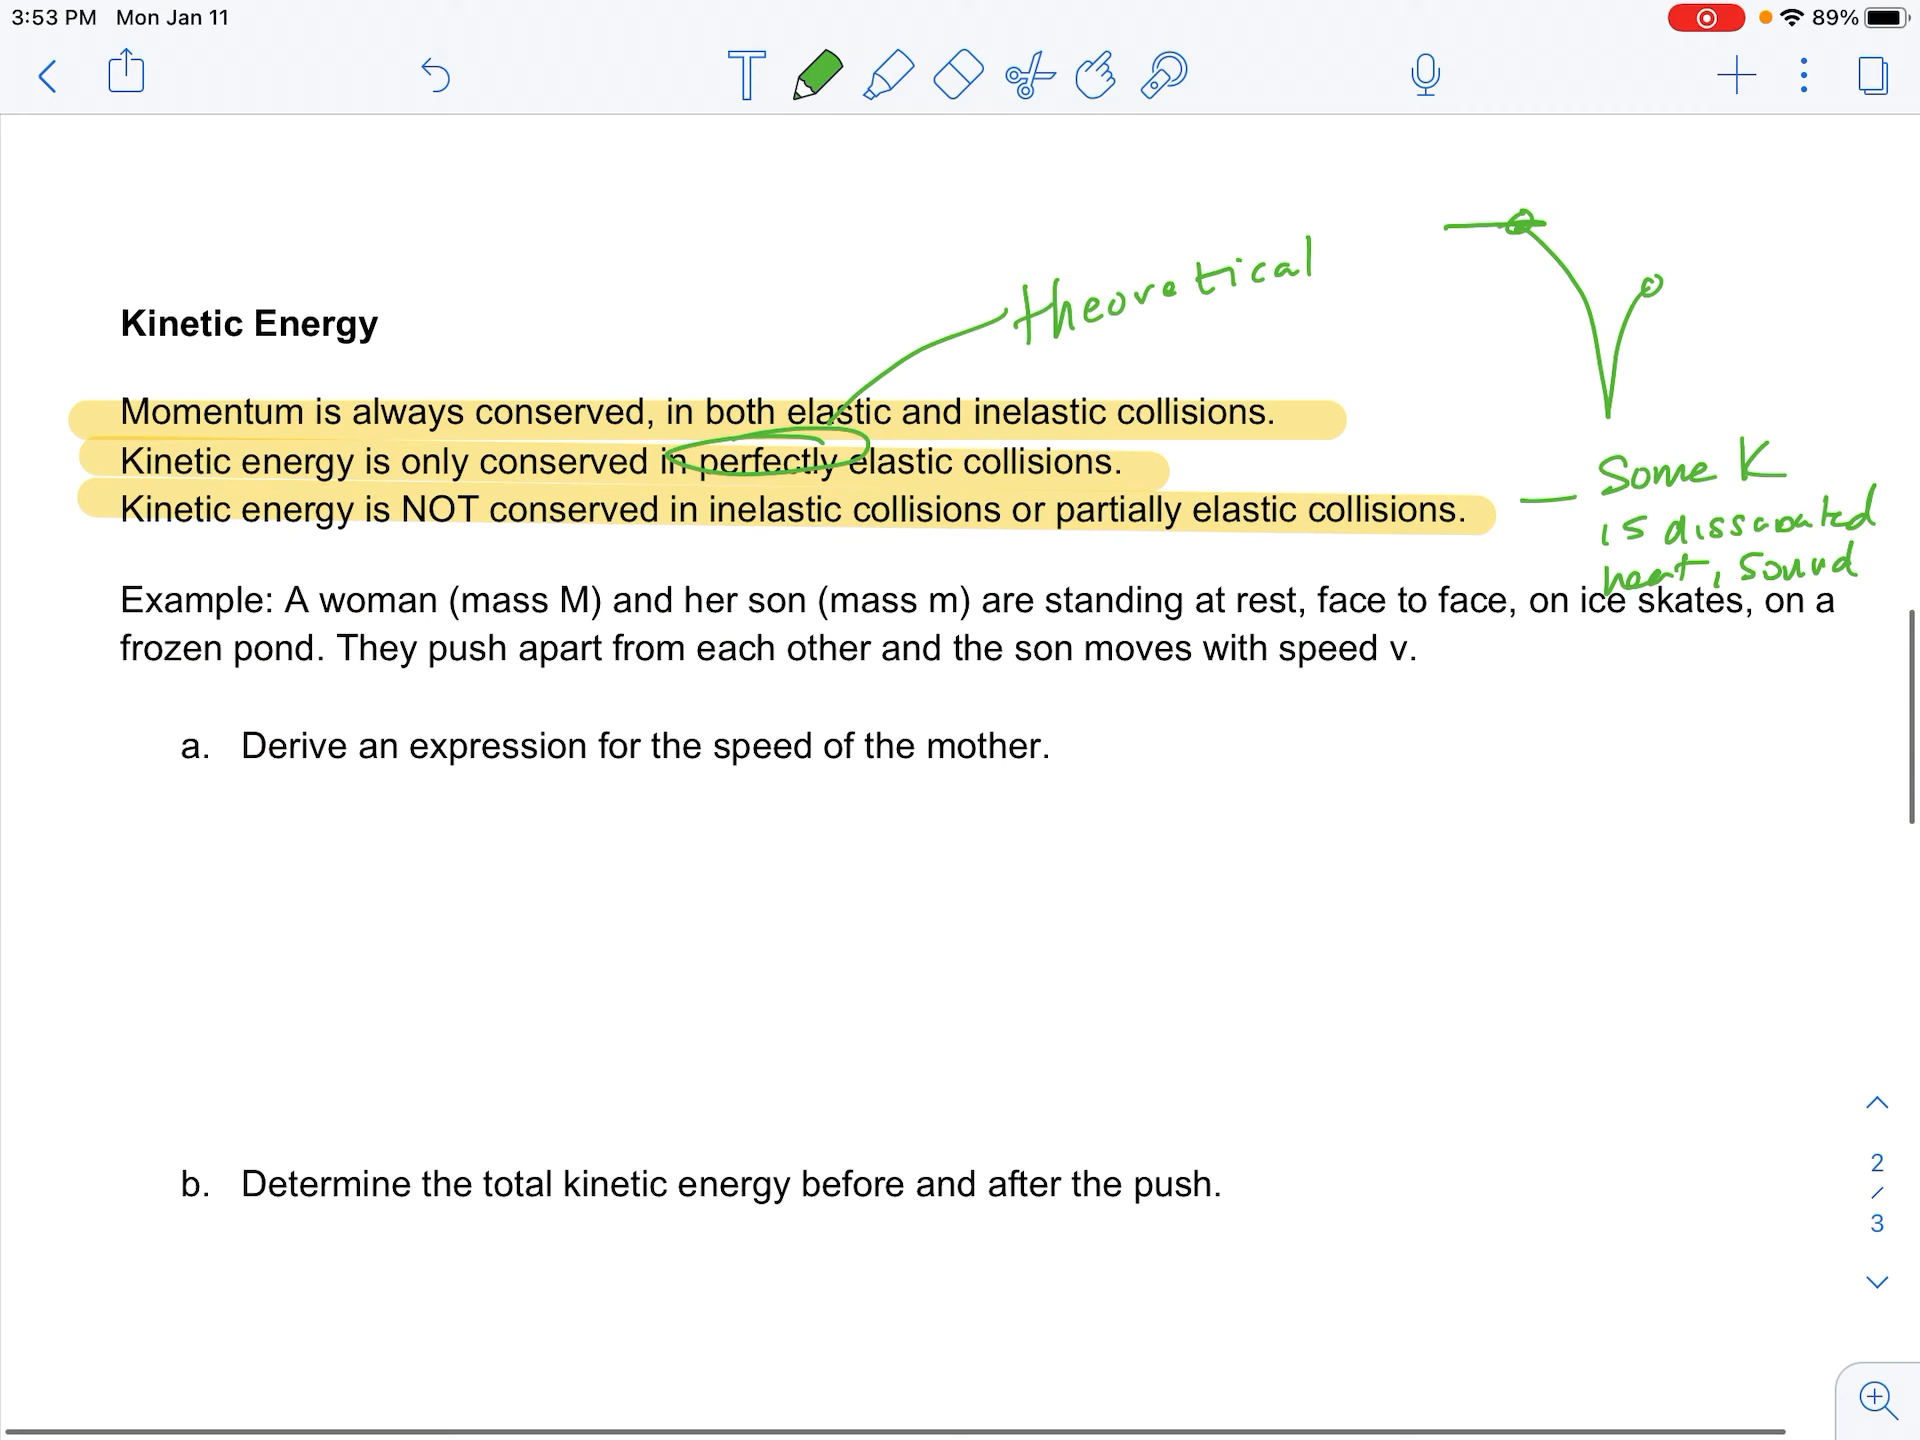 3:53 PM Mon Jan 11
89%
theoretical
Kinetic Energy
Momentum is always conserved, in both elastic and inelastic collisions.
Kinetic energy is only conserved in perfectly elastic collisions.
Kinetic energy is NOT conserved in inelastic collisions or partially elastic collisions.
— Some K
is dissapated
heat, sound
Example: A woman (mass M) and her son (mass m) are standing at rest, face to face, on ice skates, on a
frozen pond. They push apart from each other and the son moves with speed v.
a. Derive an expression for the speed of the mother.
b. Determine the total kinetic energy before and after the push.
2
/
3